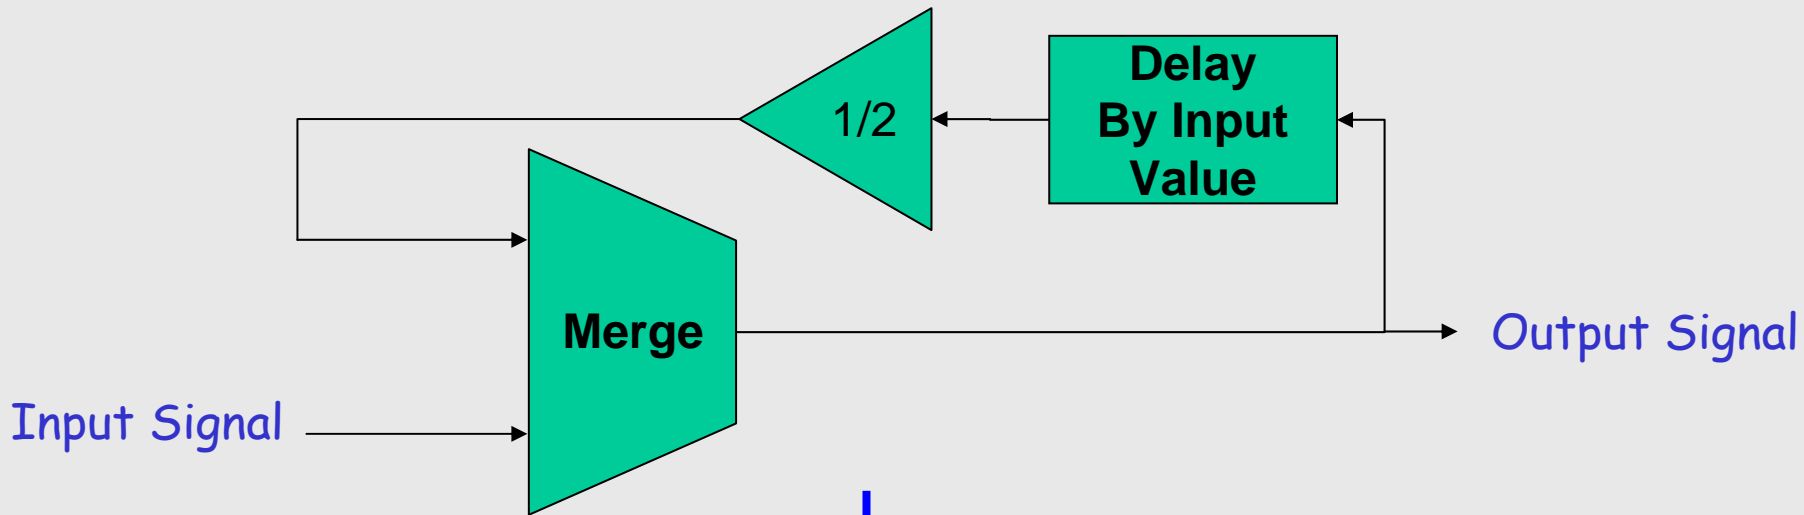 1/2
Delay
By Input
Value
Merge
Output Signal
Input Signal